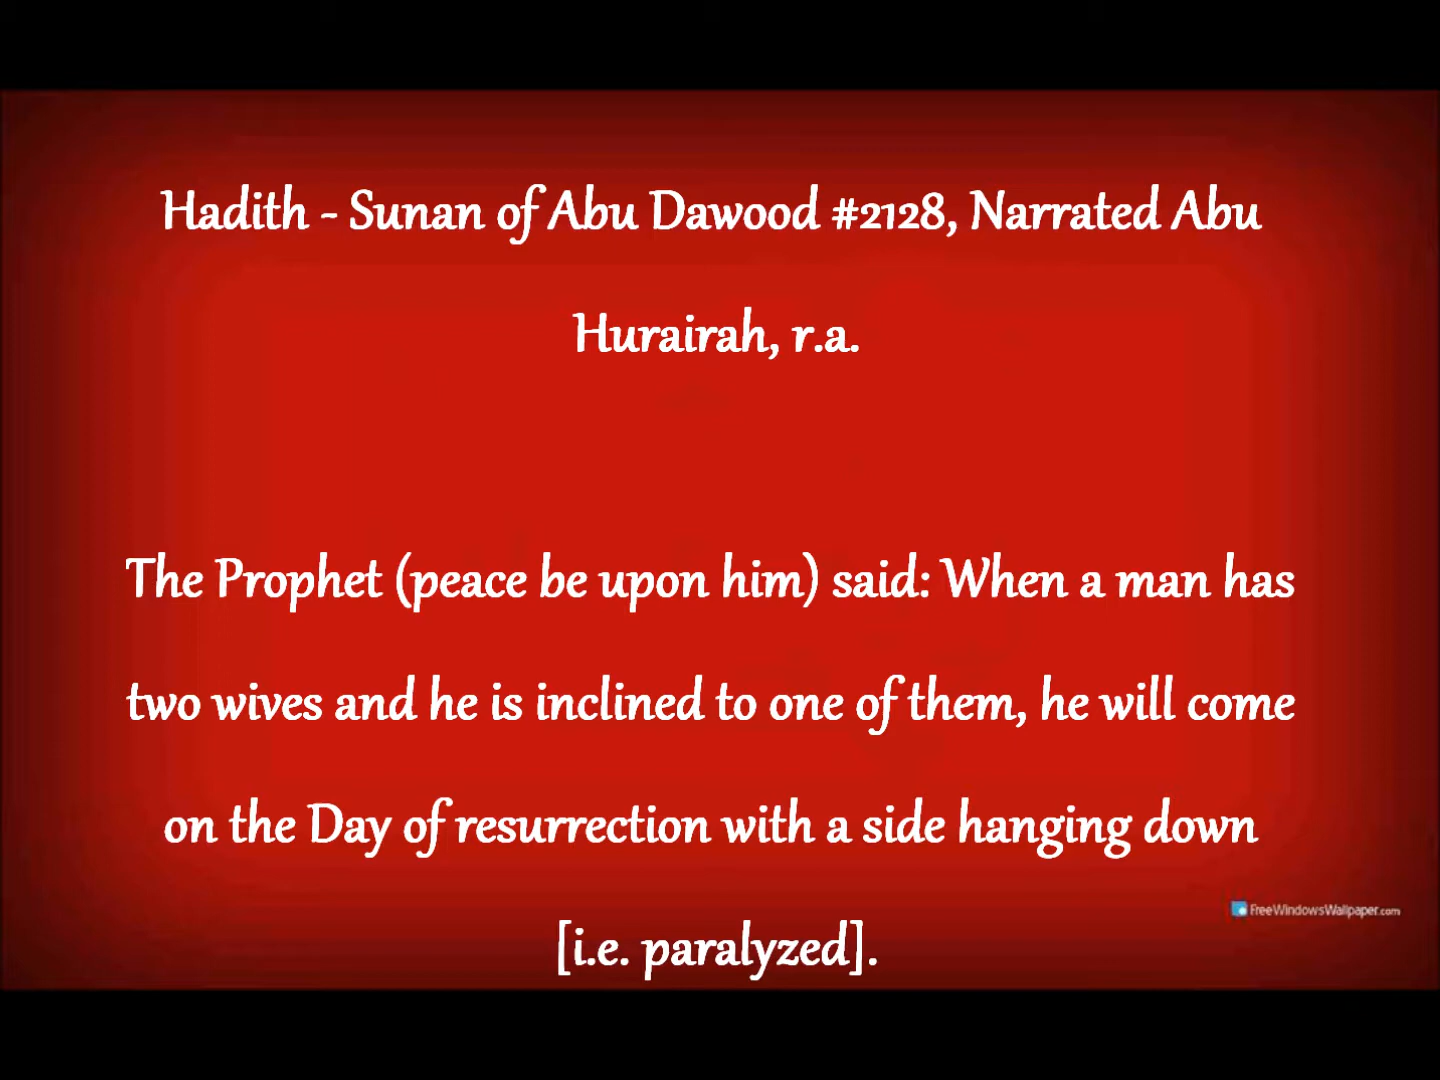 Hadith - Sunan of Abu Dawood #2128, Narrated Abu
Hurairah, r.a.
The Prophet (peace be upon him) said: When a man has
two wives and he is inclined to one of them, he will come
on the Day of resurrection with a side hanging down
FreeWindowsWallpaper.com
[i.e. paralyzed].